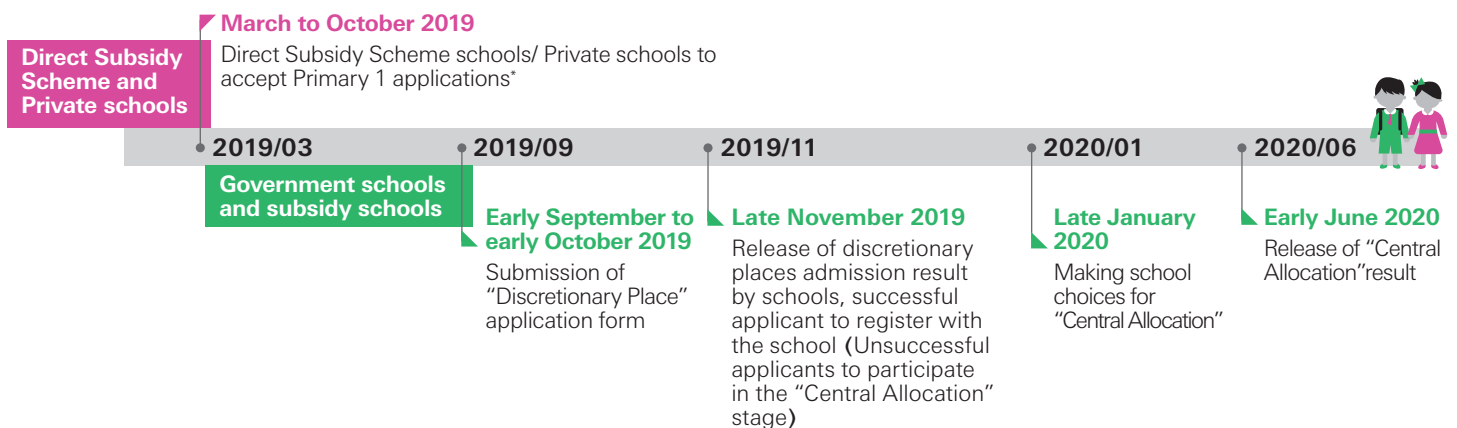 March to October 2019
Direct Subsidy Scheme schools/ Private schools to
accept Primary 1 applications*
Direct Subsidy
Scheme and
Private schools
2019/03
2019/09
2019/11
2020/01
2020/06
Government schools
and subsidy schools
Early September to
early October 2019
Submission of
“Discretionary Place”
application form
Late November 2019
Release of discretionary
places admission result
by schools, successful
applicant to register with
the school (Unsuccessful
applicants to participate
in the “Central Allocation”
stage)
Late January
2020
Making school
choices for
“Central Allocation”
Early June 2020
Release of “Central
Allocation”result